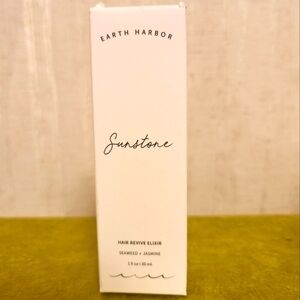 EARTH HARBOR
Sunstone
HAIR REVIVE ELIXIR
SEAWEED + JASMINE
1 fl oz | 30 mL